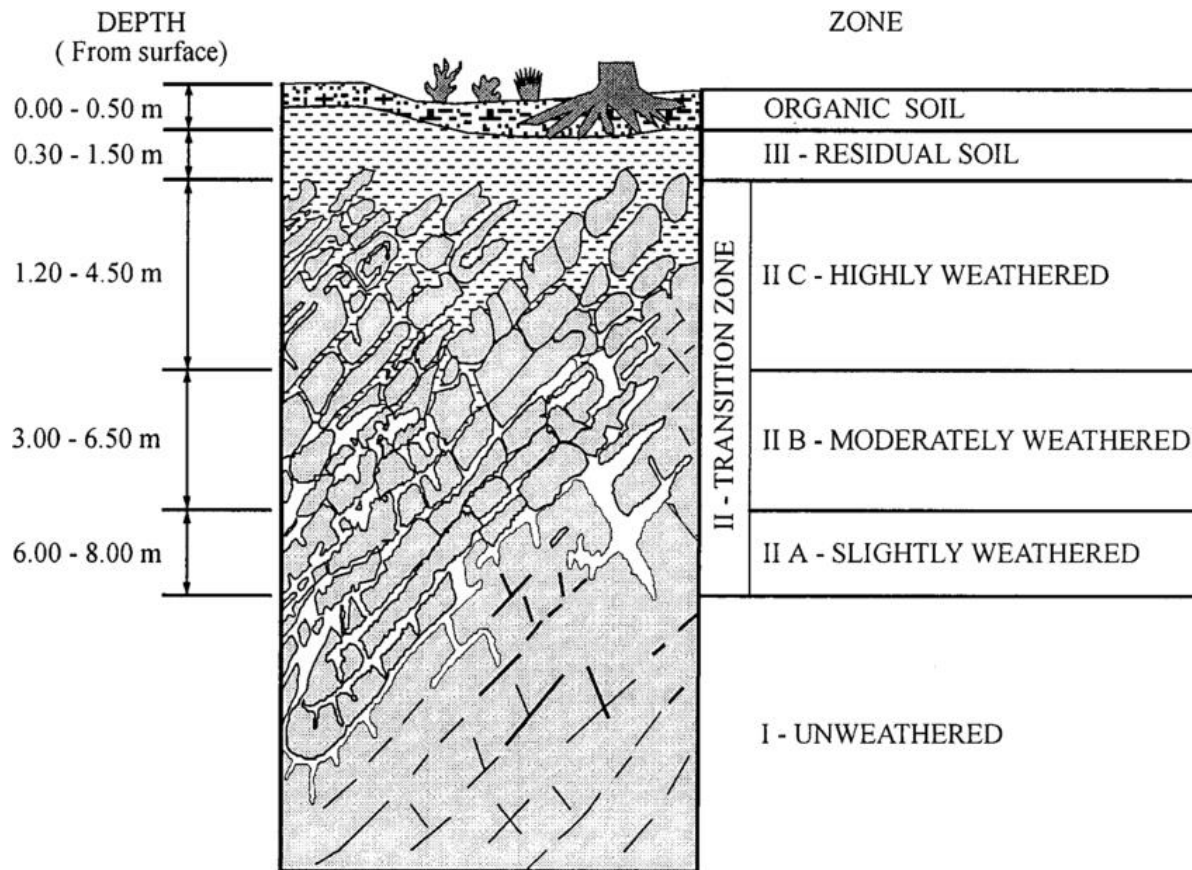 DEPTH
( From surface)
ZONE
0.00 - 0.50 m
ORGANIC SOIL
0.30 - 1.50 m
III - RESIDUAL SOIL
1.20 - 4.50 m
II C - HIGHLY WEATHERED
II - TRANSITION ZONE
3.00 - 6.50 m
II B - MODERATELY WEATHERED
6.00 - 8.00 m
II A - SLIGHTLY WEATHERED
I - UNWEATHERED